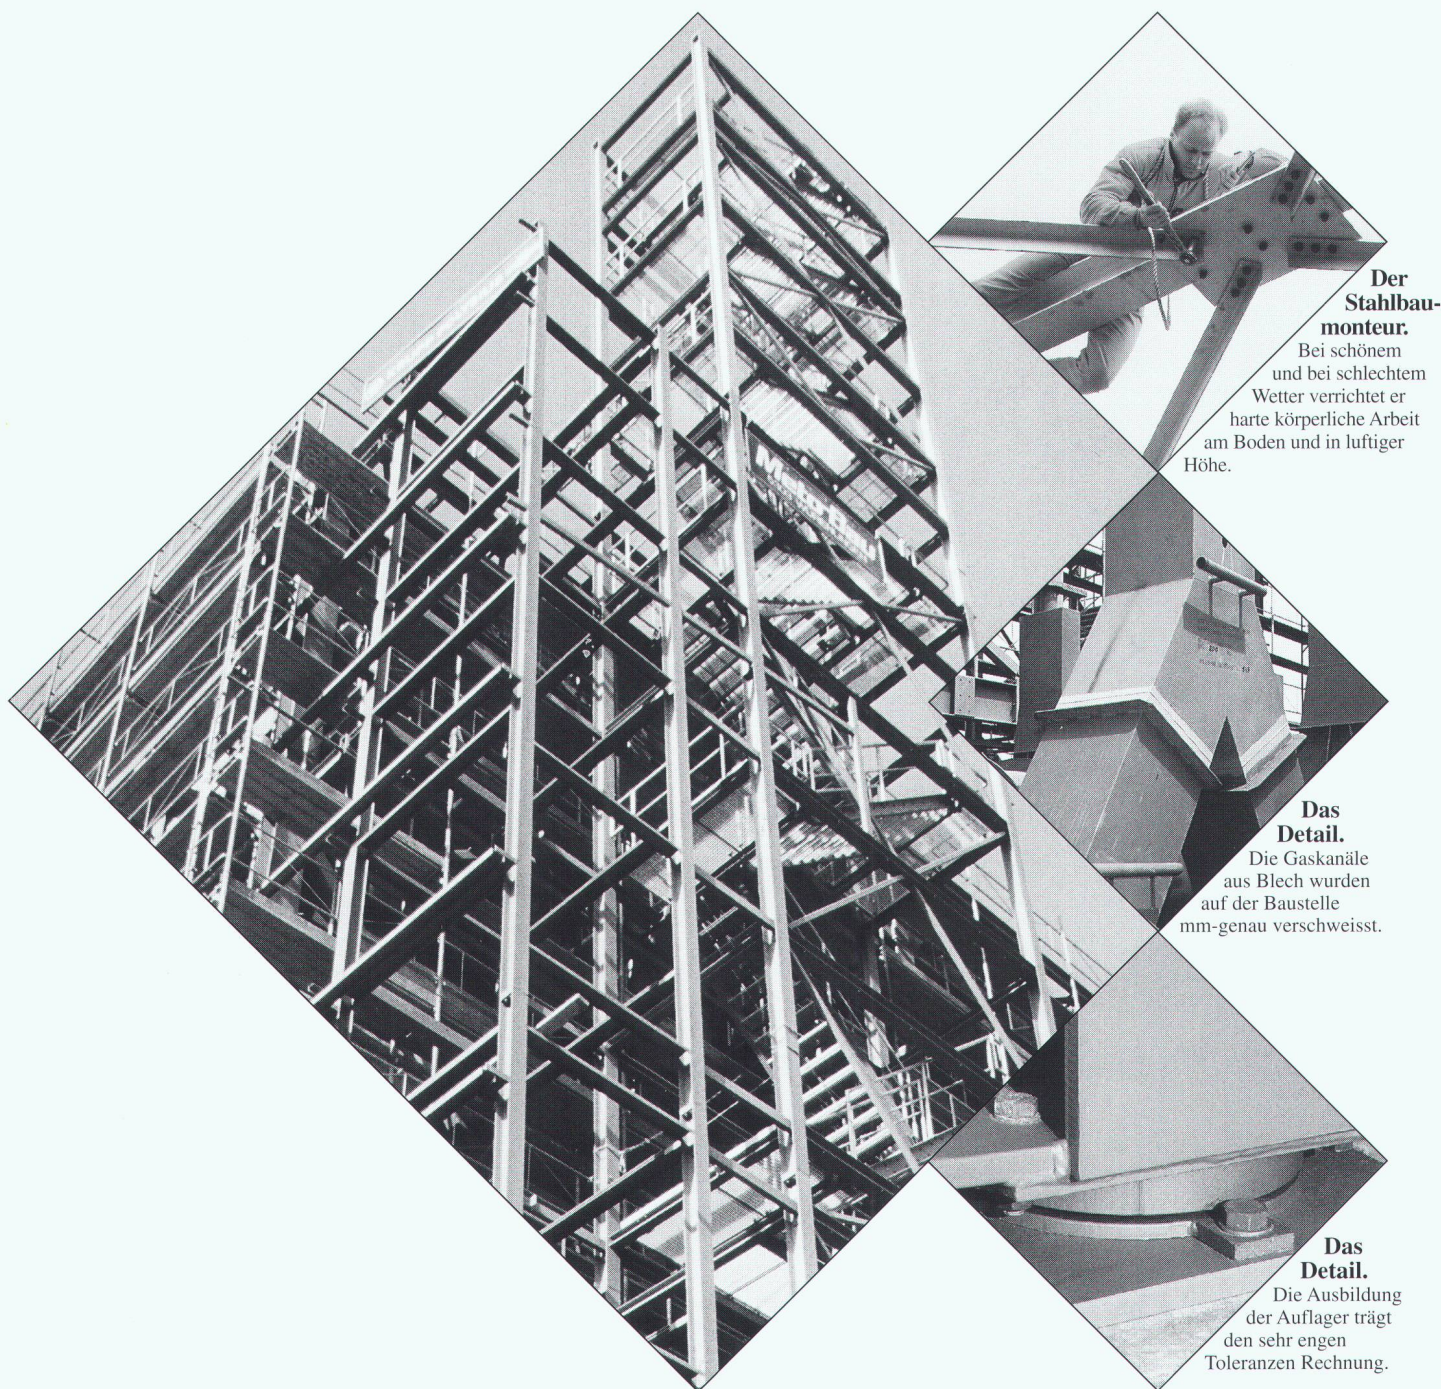 Der
Stahlbau-
monteur.
Bei schönem
und bei schlechtem
Wetter verrichtet er
harte körperliche Arbeit
am Boden und in luftiger
Höhe.
Das
Detail.
Die Gaskanäle
aus Blech wurden
auf der Baustelle
mm-genau verschweisst.
Das
Detail.
Die Ausbildung
der Auflager trägt
den sehr engen
Toleranzen Rechnung.